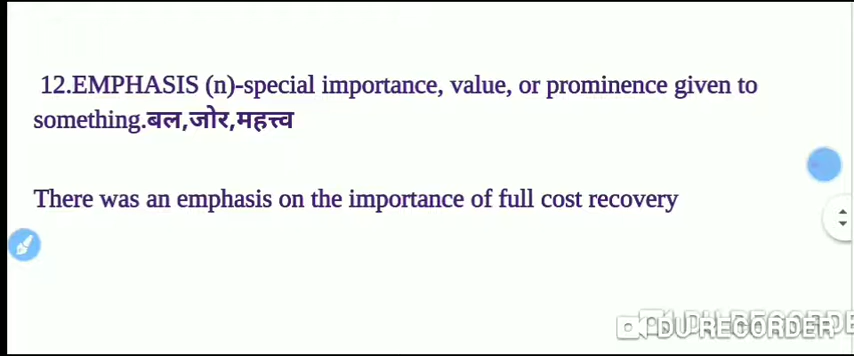 12.EMPHASIS (n)-special importance, value, or prominence given to
something.बल,जोर,महत्त्व
There was an emphasis on the importance of full cost recovery
DU RECORDER